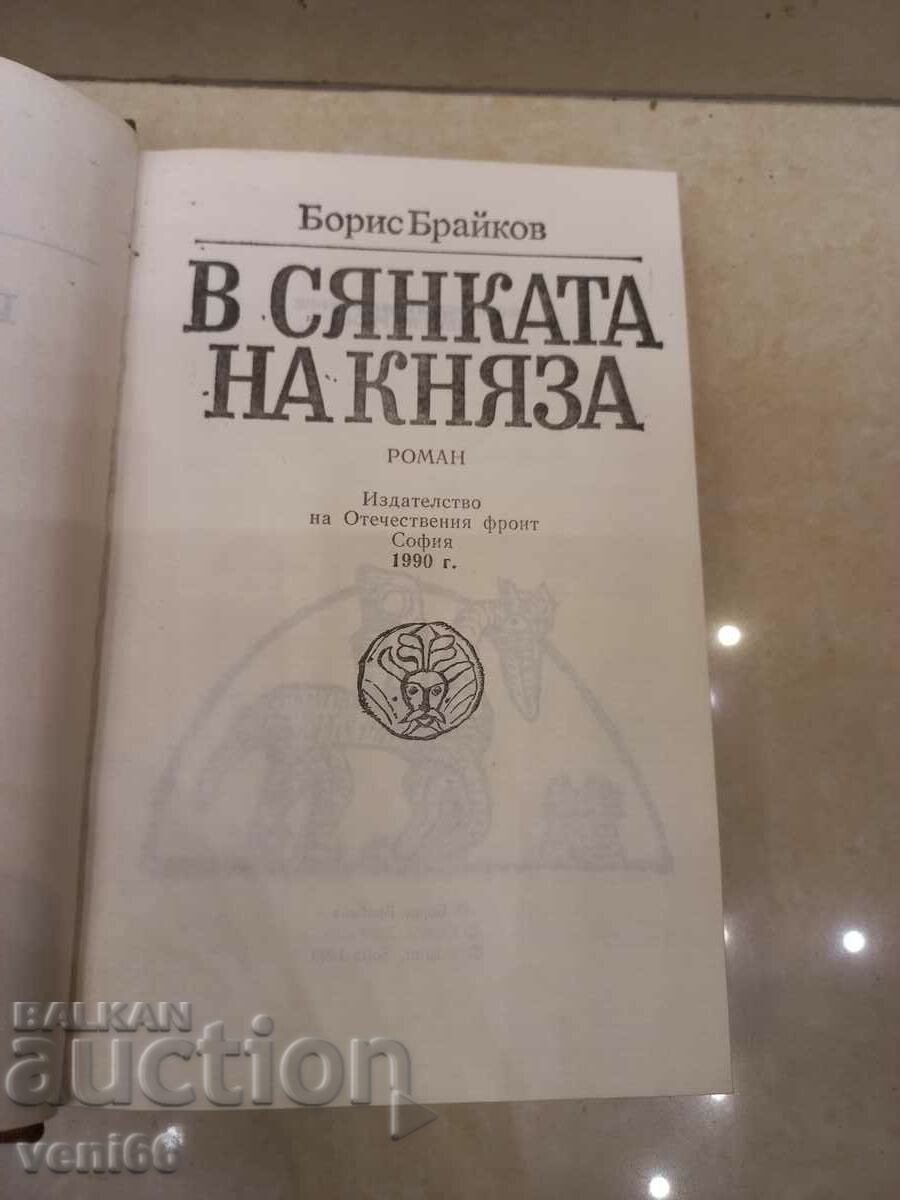 Борис Брайков
В СЯНКАТА
НА КНЯЗА
РОМАН
Издателство
на Отечествения фронт
София
1990 г.
BALKAN
auction
veni66